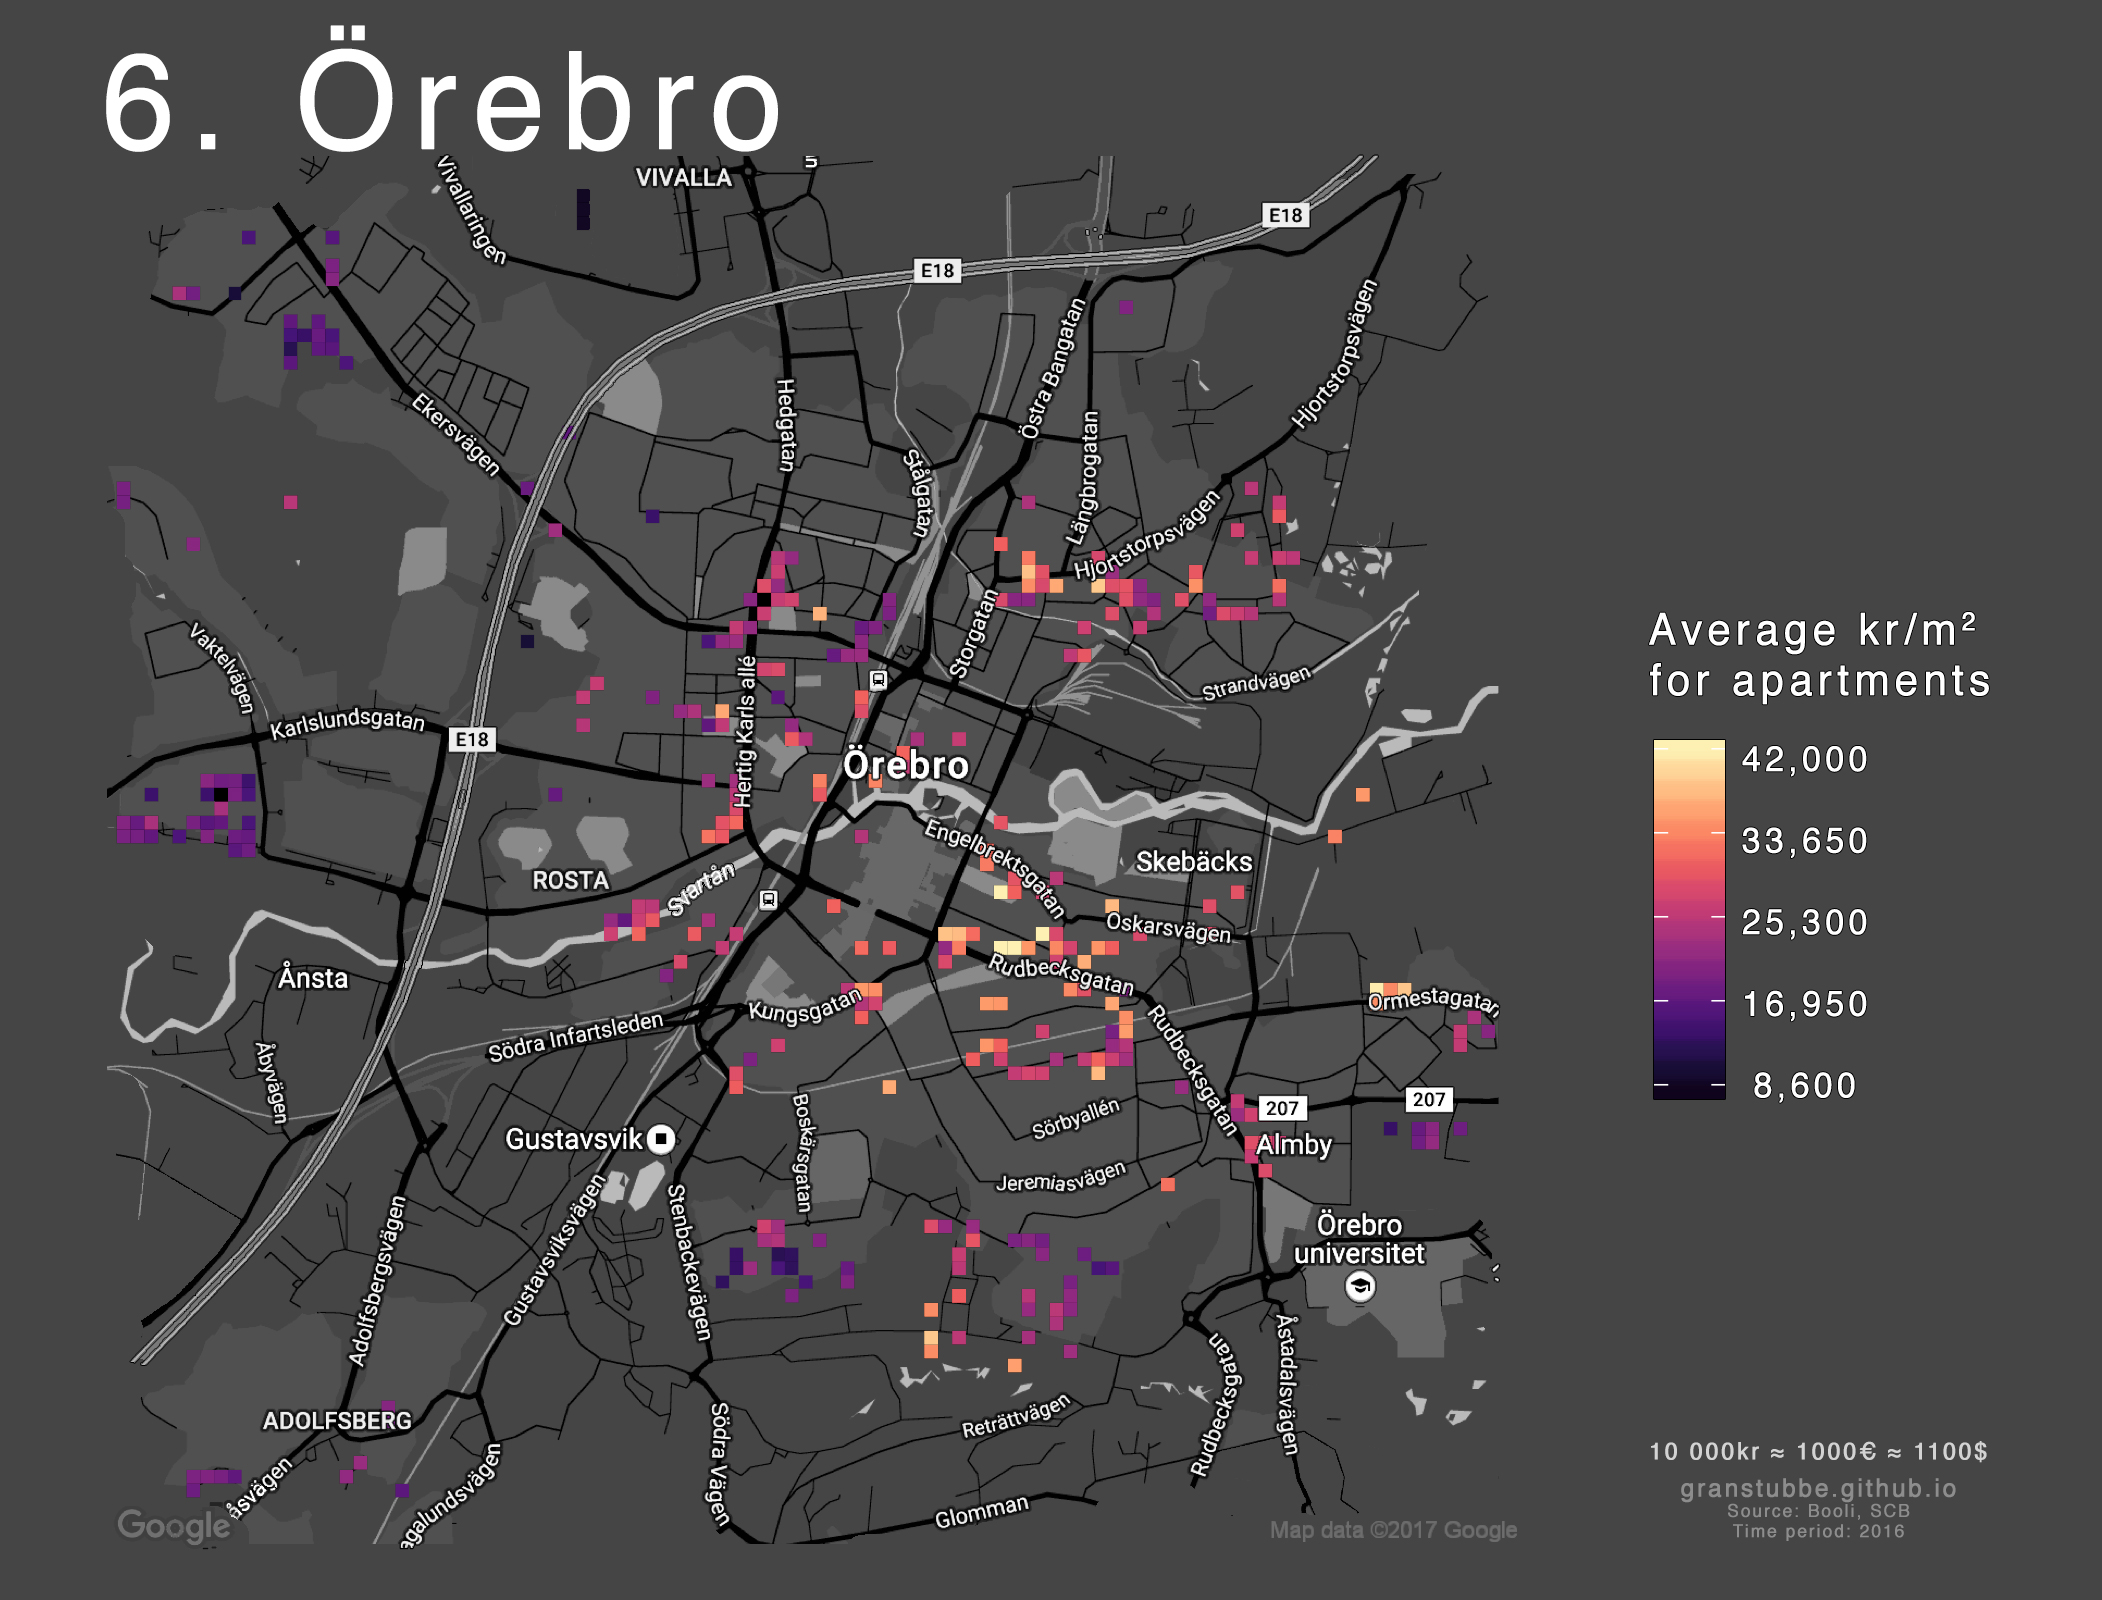 6. Örebro
Vivallaringen
VIVALLA
E18
E18
Hjortstorpsvägen
Östra Bangatan
Hedgatan
Ekersvägen
Stålgatan
Långbrogatan
Hjortstorpsvägen
Storgatan
Strandvägen
Vaktelvägen
Karlslundsgatan
E18
Hertig Karls allé
Örebro
Engelbrektsgatan
Skebäcks
ROSTA
Svartån
Oskarsvägen
Rudbecksgatan
Ånsta
Kungsgatan
Ormestagatan
Södra Infartsleden
Rudbecksgatan
Åbyvägen
207
207
Boskärsgatan
Sörbyallén
Gustavsvik
Almby
Jeremiasvägen
Stenbackevägen
Gustavsviksvägen
Adolfsbergsvägen
Örebro
universitet
Åstadalsvägen
Rudbecksgatan
ADOLFSBERG
Södra Vägen
Reträttvägen
åsvägen
agalundsvägen
Glomman
Google
Map data ©2017 Google
Average kr/m²
for apartments
42,000
33,650
25,300
16,950
8,600
10 000kr ≈ 1000€ ≈ 1100$
granstubbe.github.io
Source: Booli, SCB
Time period: 2016